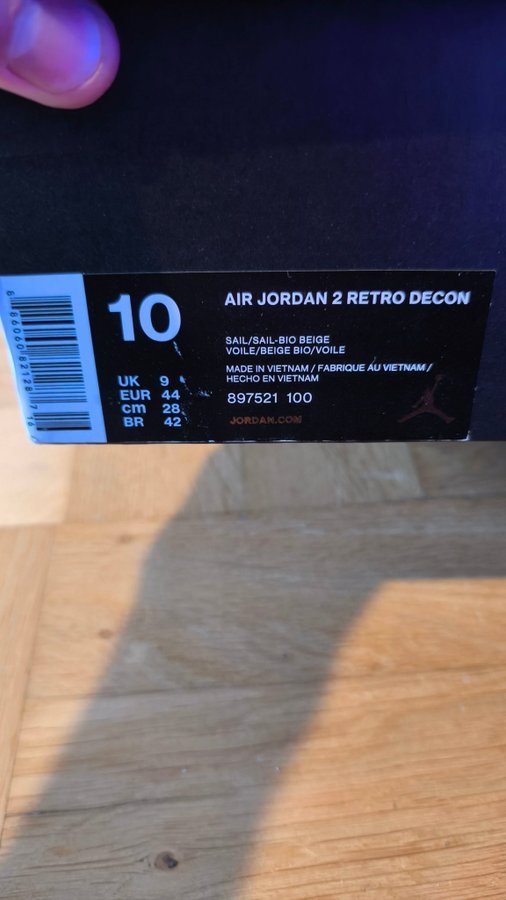 10
AIR JORDAN 2 RETRO DECON
SAIL/SAIL-BIO BEIGE
VOILE/BEIGE BIO/VOILE
MADE IN VIETNAM / FABRIQUE AU VIETNAM /
HECHO EN VIETNAM
897521 100
JORDAN.COM
UK 9
EUR 44
cm 28
BR 42